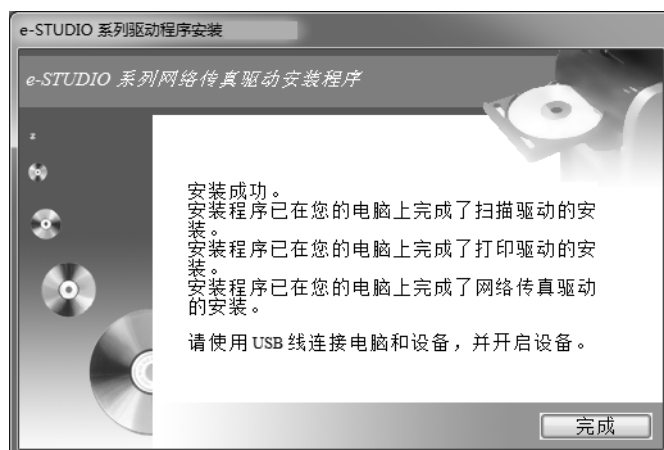 e-STUDIO 系列驱动程序安装
e-STUDIO 系列网络传真驱动安装程序
安装成功。
安装程序已在您的电脑上完成了扫描驱动的安
装。
安装程序已在您的电脑上完成了打印驱动的安
装。
安装程序已在您的电脑上完成了网络传真驱动
的安装。
请使用 USB 线连接电脑和设备，并开启设备。
完成